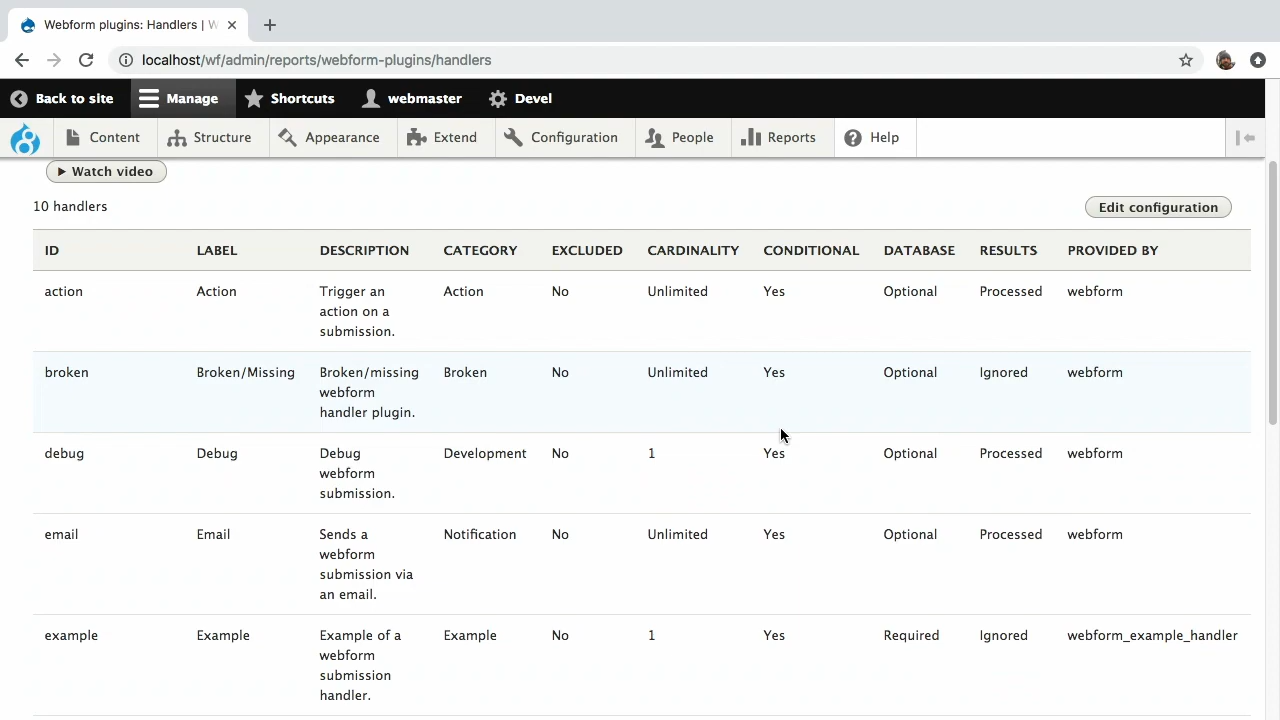 Webform plugins: Handlers | W
localhost/wf/admin/reports/webform-plugins/handlers
Back to site Manage Shortcuts webmaster Devel
Content Structure Appearance Extend Configuration People Reports Help
Watch video
10 handlers Edit configuration
ID LABEL DESCRIPTION CATEGORY EXCLUDED CARDINALITY CONDITIONAL DATABASE RESULTS PROVIDED BY
action Action Trigger an Action No Unlimited Yes Optional Processed webform
action on a
submission.
broken Broken/Missing Broken/missing Broken No Unlimited Yes Optional Ignored webform
webform
handler plugin.
debug Debug Debug Development No 1 Yes Optional Processed webform
webform
submission.
email Email Sends a Notification No Unlimited Yes Optional Processed webform
webform
submission via
an email.
example Example Example of a Example No 1 Yes Required Ignored webform_example_handler
webform
submission
handler.